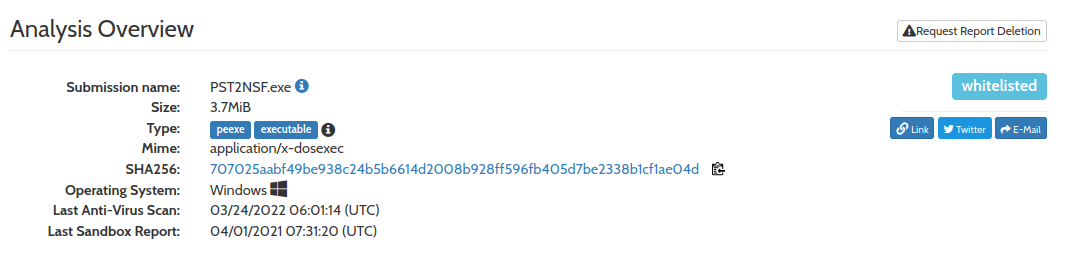 Analysis Overview
Request Report Deletion
Submission name: PST2NSF.exe
whitelisted
Size: 3.7MiB
Type: peexe executable
Link Twitter E-Mail
Mime: application/x-dosexec
SHA256: 707025aabf49be938c24b5b6614d2008b928ff596fb405d7be2338b1cf1ae04d
Operating System: Windows
Last Anti-Virus Scan: 03/24/2022 06:01:14 (UTC)
Last Sandbox Report: 04/01/2021 07:31:20 (UTC)